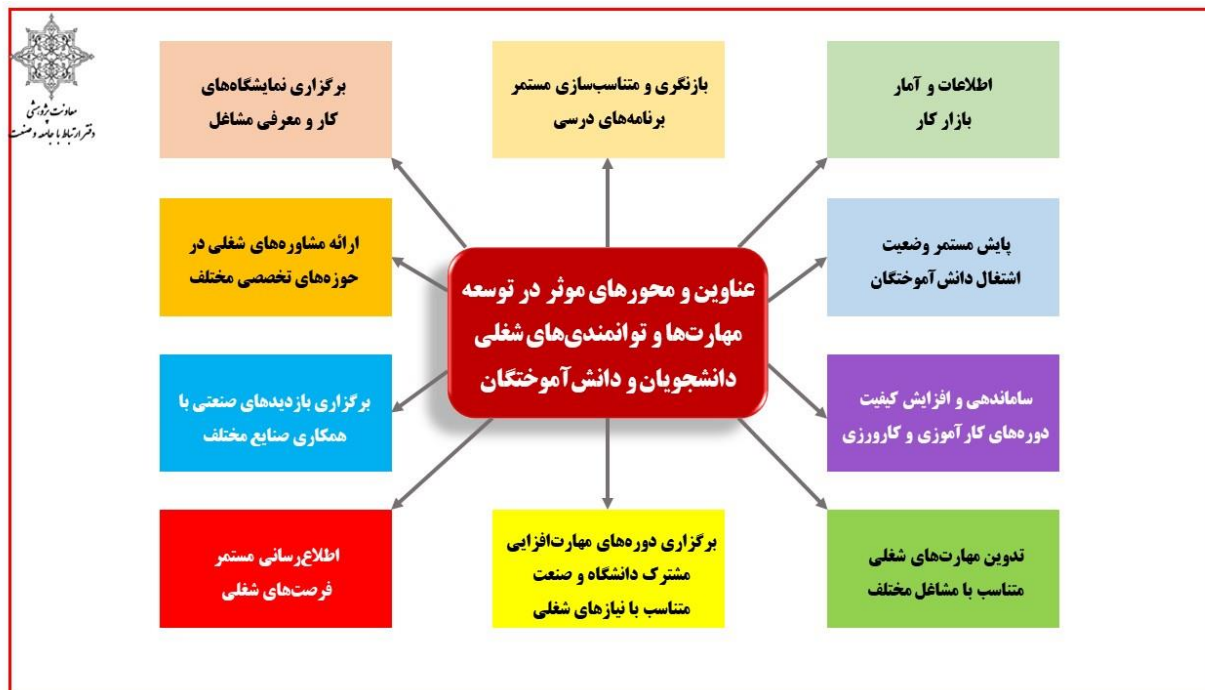 معاونت پژوهشی
دفتر ارتباط با جامعه و صنعت
اطلاعات و آمار
بازار کار
بازنگری و متناسب‌سازی مستمر
برنامه‌های درسی
برگزاری نمایشگاه‌های
کار و معرفی مشاغل
پایش مستمر وضعیت
اشتغال دانش‌آموختگان
ارائه مشاوره‌های شغلی در
حوزه‌های تخصصی مختلف
عناوین و محورهای موثر در توسعه
مهارت‌ها و توانمندی‌های شغلی
دانشجویان و دانش‌آموختگان
ساماندهی و افزایش کیفیت
دوره‌های کارآموزی و کارورزی
برگزاری بازدیدهای صنعتی با
همکاری صنایع مختلف
تدوین مهارت‌های شغلی
متناسب با مشاغل مختلف
برگزاری دوره‌های مهارت‌افزایی
مشترک دانشگاه و صنعت
متناسب با نیازهای شغلی
اطلاع‌رسانی مستمر
فرصت‌های شغلی